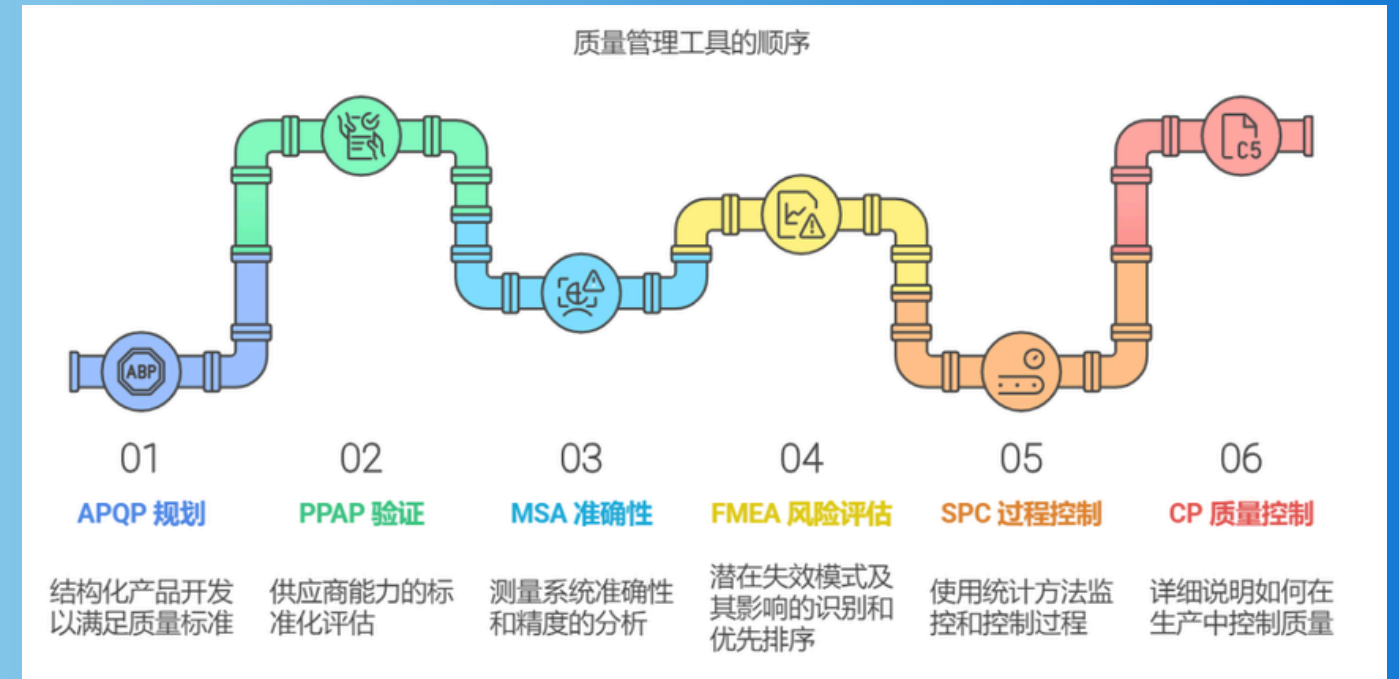 质量管理工具的顺序
ABP
C5
01
02
03
04
05
06
APQP 规划
PPAP 验证
MSA 准确性
FMEA 风险评估
SPC 过程控制
CP 质量控制
结构化产品开发
以满足质量标准
供应商能力的标
准化评估
测量系统准确性
和精度的分析
潜在失效模式及
其影响的识别和
优先排序
使用统计方法监
控和控制过程
详细说明如何在
生产中控制质量